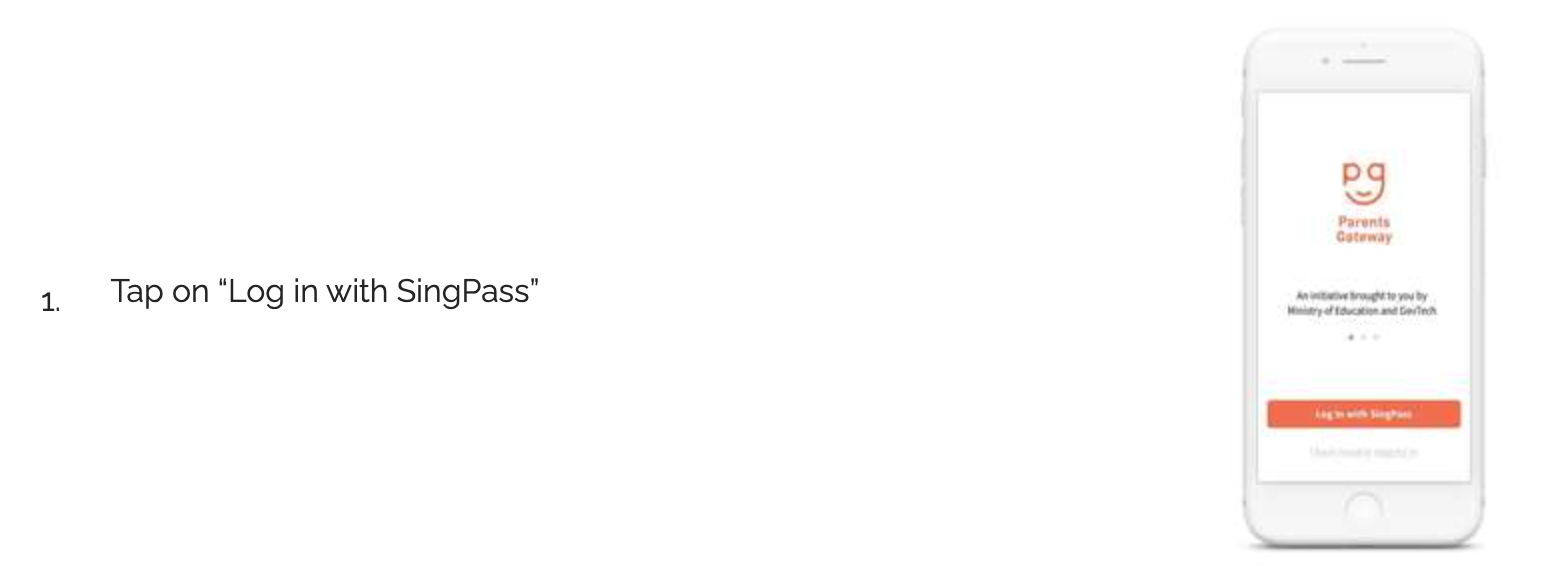 1. Tap on “Log in with SingPass”
pg
Parents
Gateway
An initiative brought to you by
Ministry of Education and GovTech
Log in with SingPass